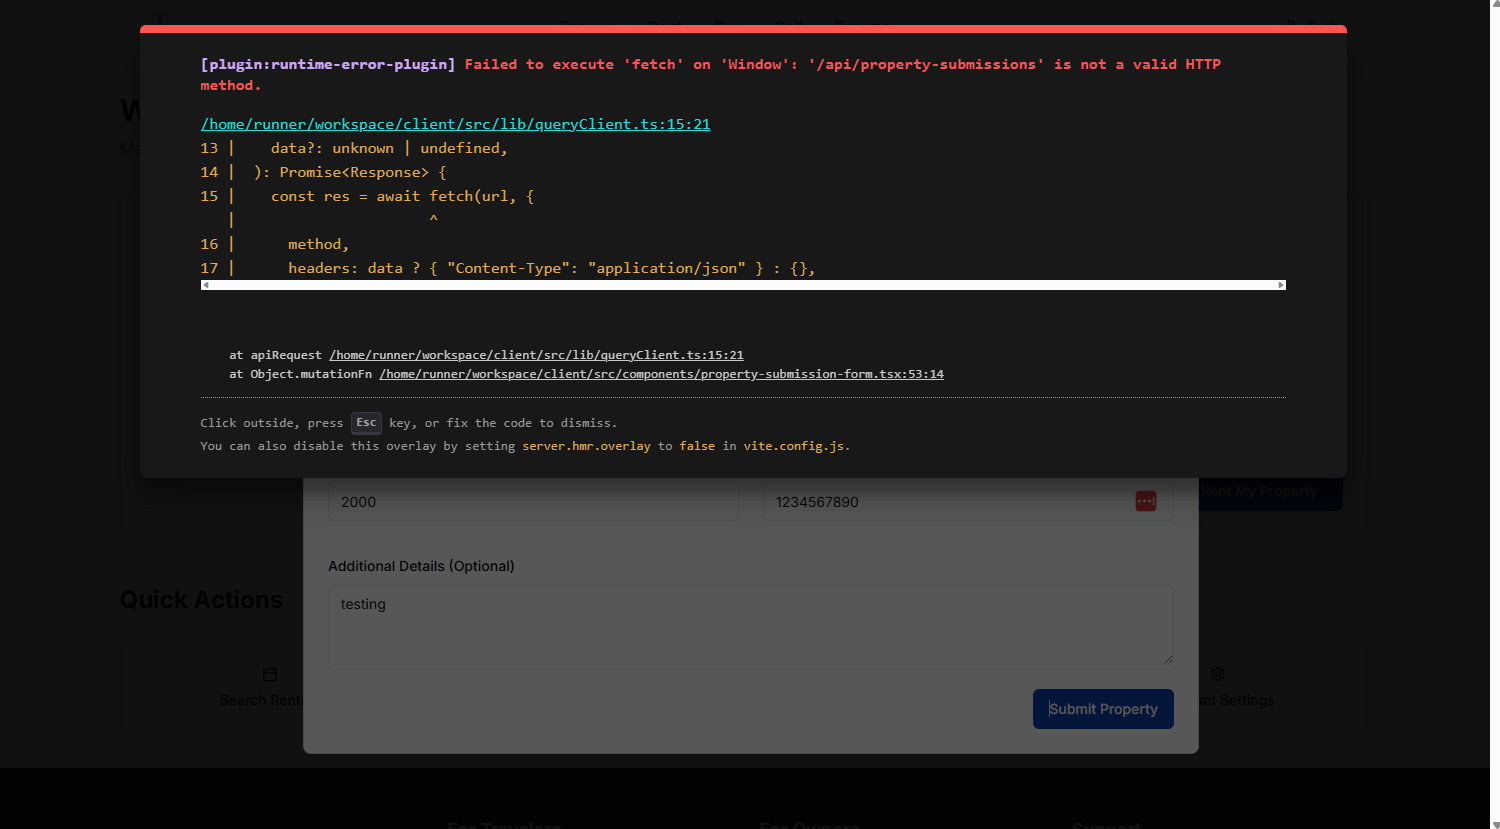 [plugin:runtime-error-plugin] Failed to execute 'fetch' on 'Window': '/api/property-submissions' is not a valid HTTP
method.
/home/runner/workspace/client/src/lib/queryClient.ts:15:21
13 |    data?: unknown | undefined,
14 |  ): Promise<Response> {
15 |    const res = await fetch(url, {
   |                      ^
16 |      method,
17 |      headers: data ? { "Content-Type": "application/json" } : {},
at apiRequest /home/runner/workspace/client/src/lib/queryClient.ts:15:21
at Object.mutationFn /home/runner/workspace/client/src/components/property-submission-form.tsx:53:14
Click outside, press Esc key, or fix the code to dismiss.
You can also disable this overlay by setting server.hmr.overlay to false in vite.config.js.
Rent My Property
2000
1234567890
Additional Details (Optional)
testing
Quick Actions
Search
Settings
Submit Property